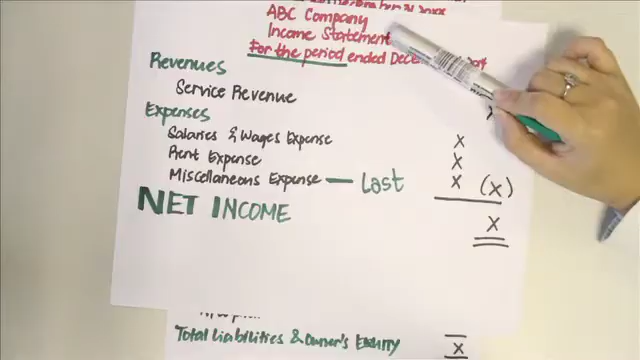 ABC Company
Income Statement
For the period ended Dec
Revenues
Service Revenue
Expenses
Salaries & Wages Expense X
Rent Expense X
Miscellaneous Expense — Last X (X)
NET INCOME X
Total Liabilities & Owner's Equity X